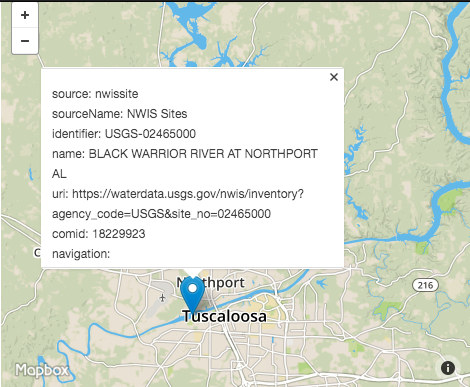 +
−
×
source: nwissite
sourceName: NWIS Sites
identifier: USGS-02465000
name: BLACK WARRIOR RIVER AT NORTHPORT
AL
uri: https://waterdata.usgs.gov/nwis/inventory?
agency_code=USGS&site_no=02465000
comid: 18229923
navigation:
C
Northport
216
Tuscaloosa
Mapbox
i